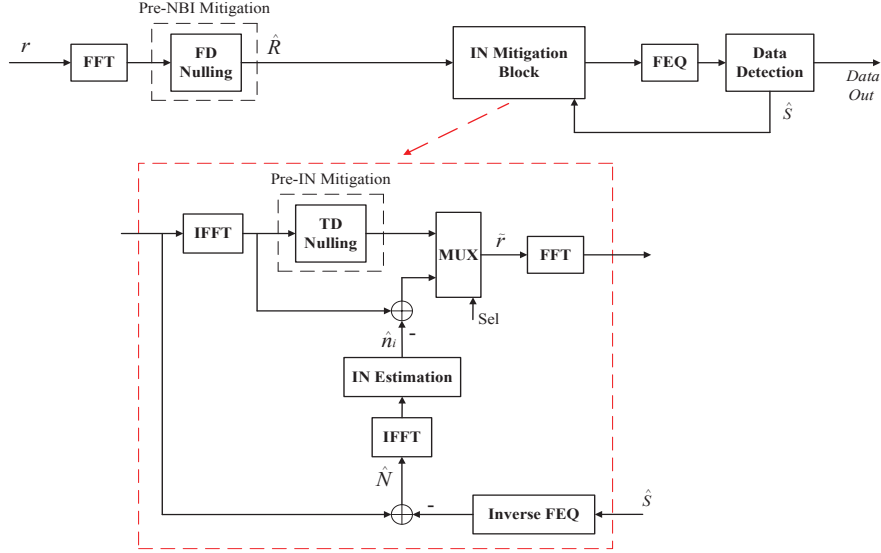 Pre-NBI Mitigation
r
FFT
FD
Nulling
R̂
IN Mitigation
Block
FEQ
Data
Detection
Data
Out
Ŝ
Pre-IN Mitigation
IFFT
TD
Nulling
MUX
r̃
FFT
Sel
-
n̂i
IN Estimation
IFFT
N̂
-
Inverse FEQ
Ŝ